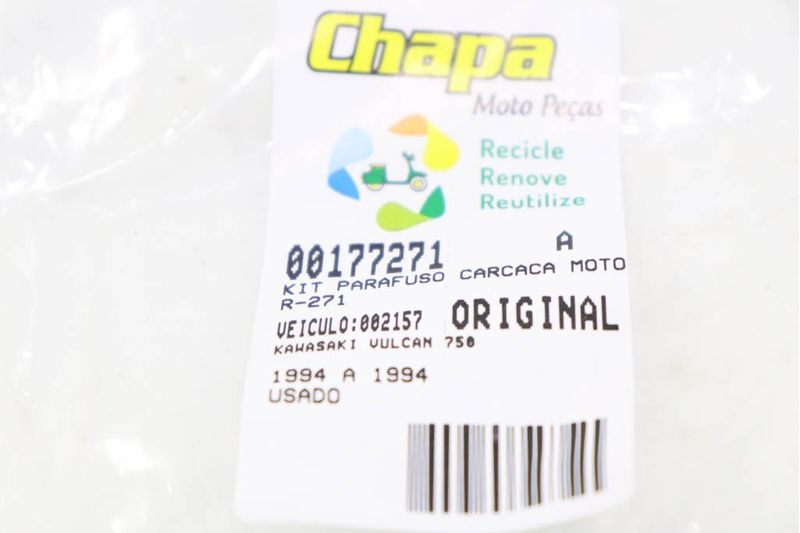 Chapa
Moto Peças
Recicle
Renove
Reutilize
00177271 A
KIT PARAFUSO CARCACA MOTO
R-271
VEICULO:002157 ORIGINAL
KAWASAKI VULCAN 750
1994 A 1994
USADO